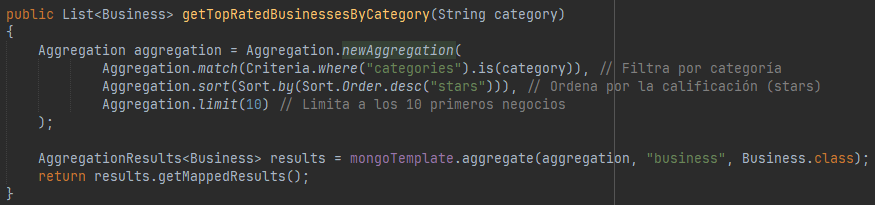 public List<Business> getTopRatedBusinessesByCategory(String category)
{
    Aggregation aggregation = Aggregation.newAggregation(
            Aggregation.match(Criteria.where("categories").is(category)), // Filtra por categoría
            Aggregation.sort(Sort.by(Sort.Order.desc("stars"))), // Ordena por la calificación (stars)
            Aggregation.limit(10) // Limita a los 10 primeros negocios
    );
    AggregationResults<Business> results = mongoTemplate.aggregate(aggregation, "business", Business.class);
    return results.getMappedResults();
}